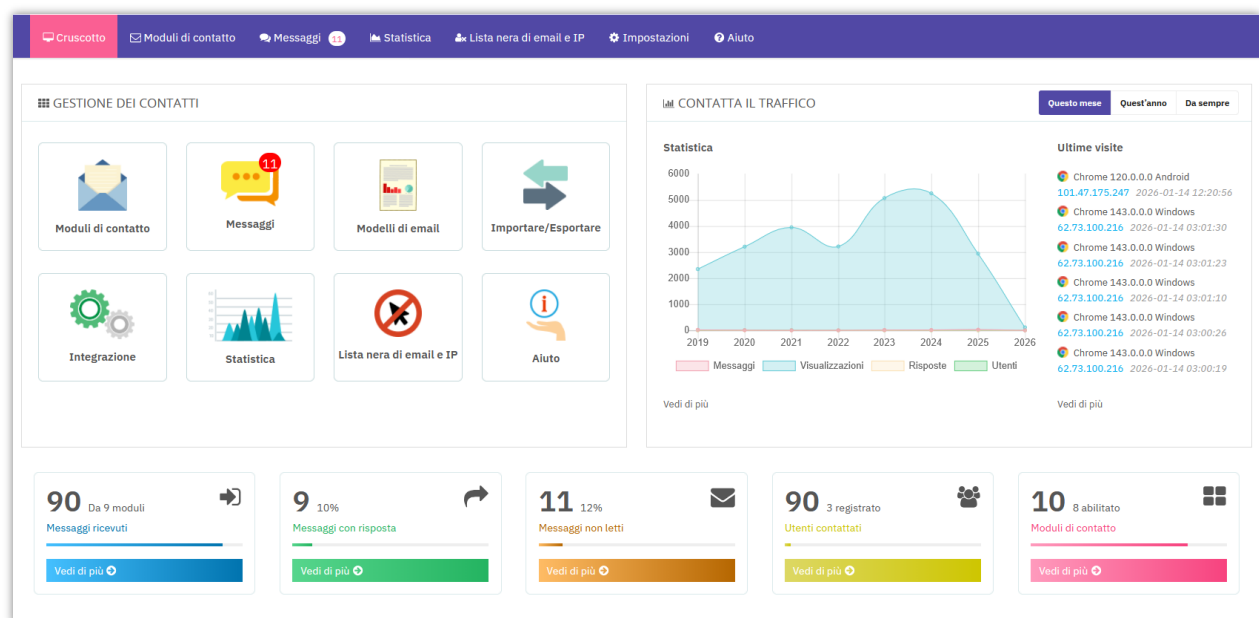 Cruscotto Moduli di contatto Messaggi 11 Statistica Lista nera di email e IP Impostazioni Aiuto
GESTIONE DEI CONTATTI
Moduli di contatto
11
Messaggi
Modelli di email
Importare/Esportare
Integrazione
Statistica
Lista nera di email e IP
Aiuto
CONTATTA IL TRAFFICO
Questo mese Quest'anno Da sempre
Statistica
6000
5000
4000
3000
2000
1000
0
2019 2020 2021 2022 2023 2024 2025 2026
Messaggi Visualizzazioni Risposte Utenti
Vedi di più
Ultime visite
Chrome 120.0.0.0 Android
101.47.175.247 2026-01-14 12:20:56
Chrome 143.0.0.0 Windows
62.73.100.216 2026-01-14 03:01:30
Chrome 143.0.0.0 Windows
62.73.100.216 2026-01-14 03:01:23
Chrome 143.0.0.0 Windows
62.73.100.216 2026-01-14 03:01:10
Chrome 143.0.0.0 Windows
62.73.100.216 2026-01-14 03:00:26
Chrome 143.0.0.0 Windows
62.73.100.216 2026-01-14 03:00:19
Vedi di più
90 Da 9 moduli
Messaggi ricevuti
Vedi di più
9 10%
Messaggi con risposta
Vedi di più
11 12%
Messaggi non letti
Vedi di più
90 3 registrato
Utenti contattati
Vedi di più
10 8 abilitato
Moduli di contatto
Vedi di più